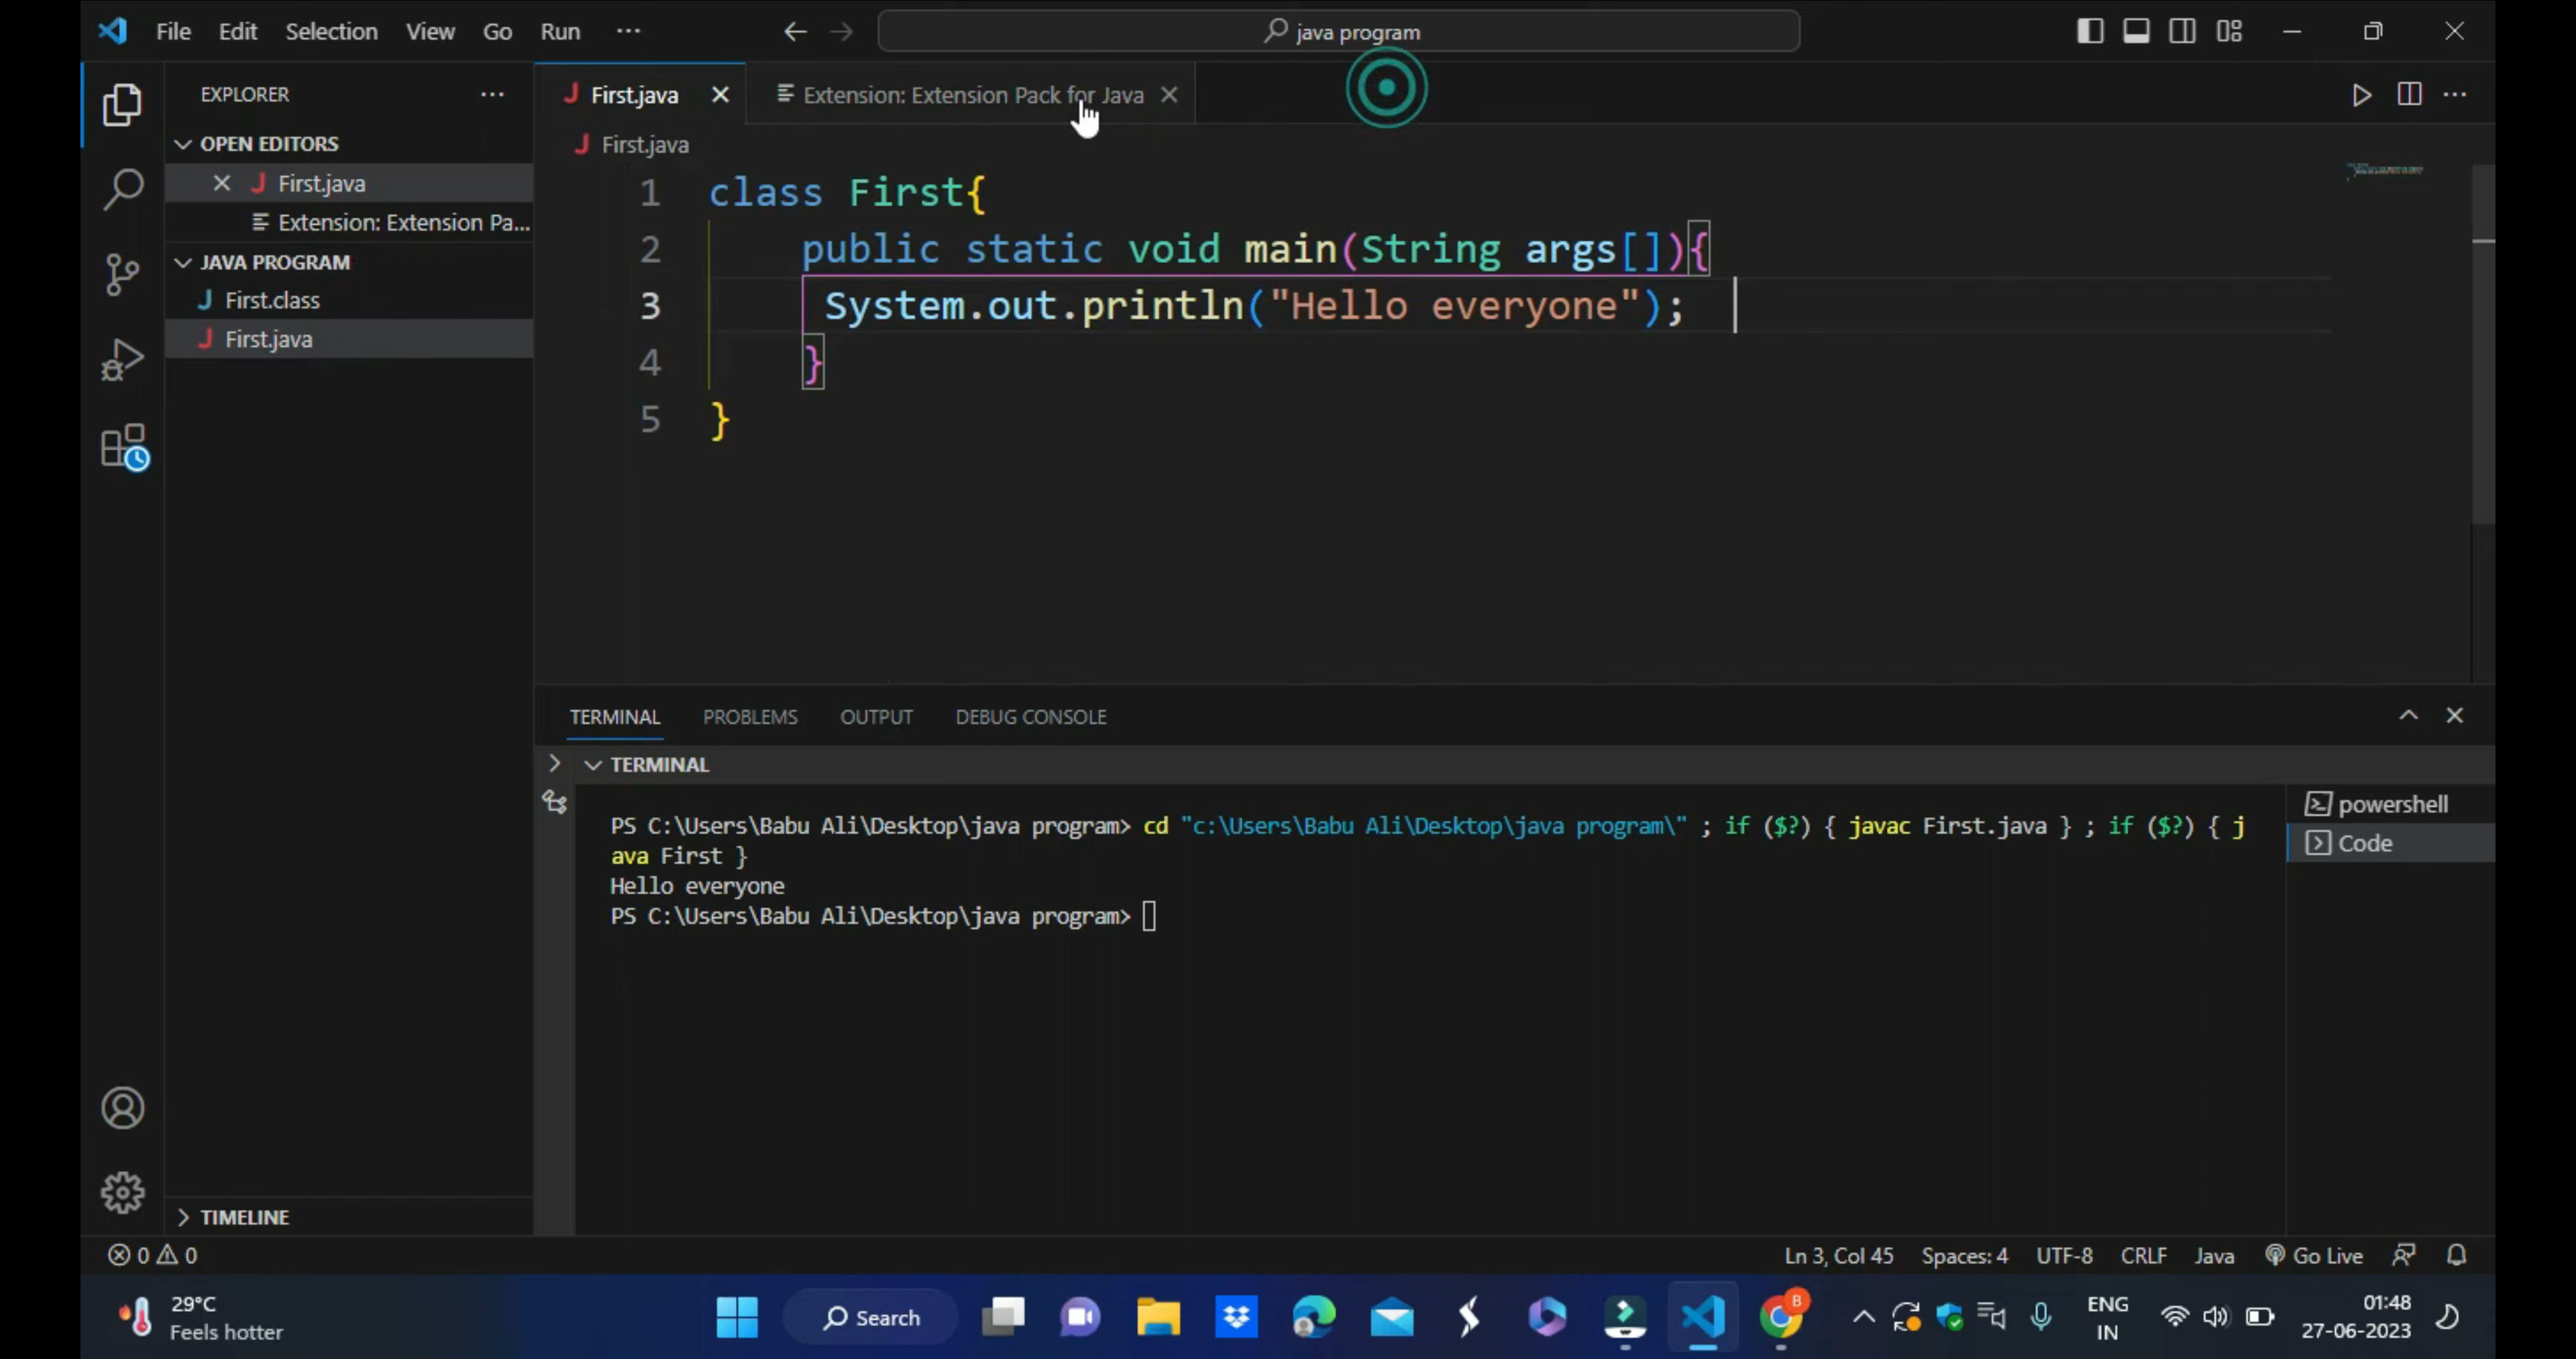 File Edit Selection View Go Run ···
java program
EXPLORER ···
OPEN EDITORS
First.java
Extension: Extension Pa...
JAVA PROGRAM
First.class
First.java
TIMELINE
First.java
Extension: Extension Pack for Java
First.java
1 class First{
2 public static void main(String args[]){
3 System.out.println("Hello everyone");
4 }
5 }
TERMINAL PROBLEMS OUTPUT DEBUG CONSOLE
TERMINAL
PS C:\Users\Babu Ali\Desktop\java program> cd "c:\Users\Babu Ali\Desktop\java program\" ; if ($?) { javac First.java } ; if ($?) { j
ava First }
Hello everyone
PS C:\Users\Babu Ali\Desktop\java program>
powershell
Code
0 0
Ln 3, Col 45 Spaces: 4 UTF-8 CRLF Java Go Live
29°C
Feels hotter
Search
B
ENG
IN
01:48
27-06-2023